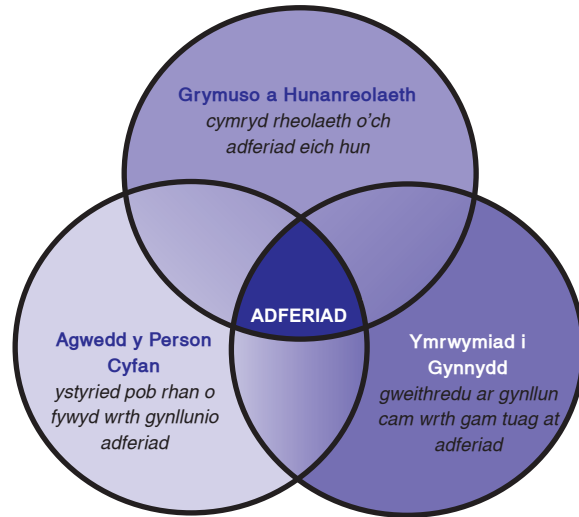 Grymuso a Hunanreolaeth
cymryd rheolaeth o'ch
adferiad eich hun
ADFERIAD
Agwedd y Person
Cyfan
ystyried pob rhan o
fywyd wrth gynllunio
adferiad
Ymrwymiad i
Gynnydd
gweithredu ar gynllun
cam wrth gam tuag at
adferiad